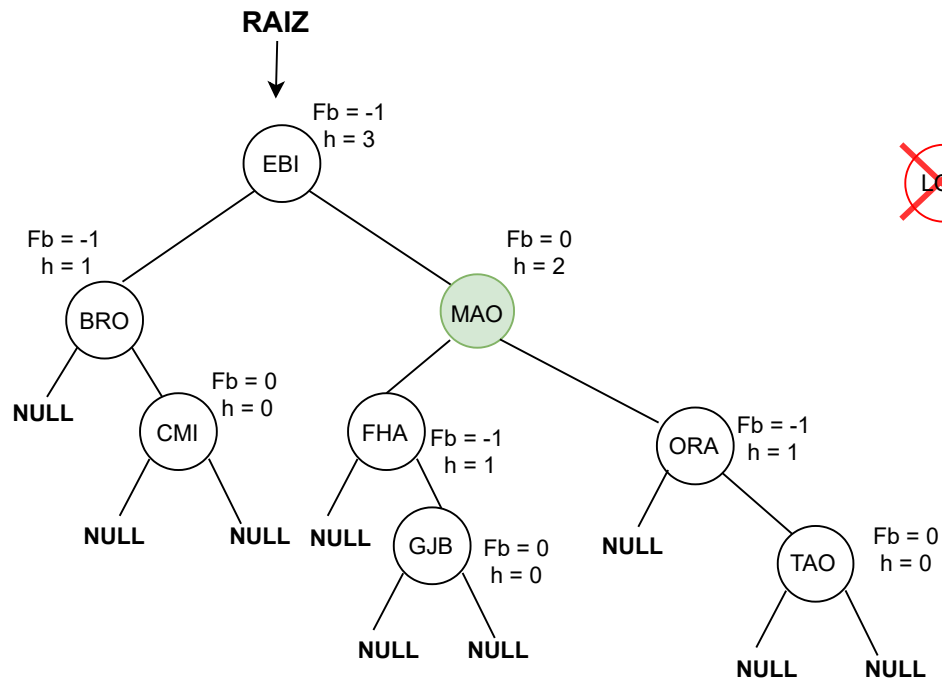 RAIZ
Fb = -1
h = 3
EBI
Fb = -1
h = 1
Fb = 0
h = 2
BRO
MAO
NULL
Fb = 0
h = 0
CMI
FHA
Fb = -1
h = 1
ORA
Fb = -1
h = 1
NULL
NULL
NULL
GJB
Fb = 0
h = 0
NULL
TAO
Fb = 0
h = 0
NULL
NULL
NULL
NULL